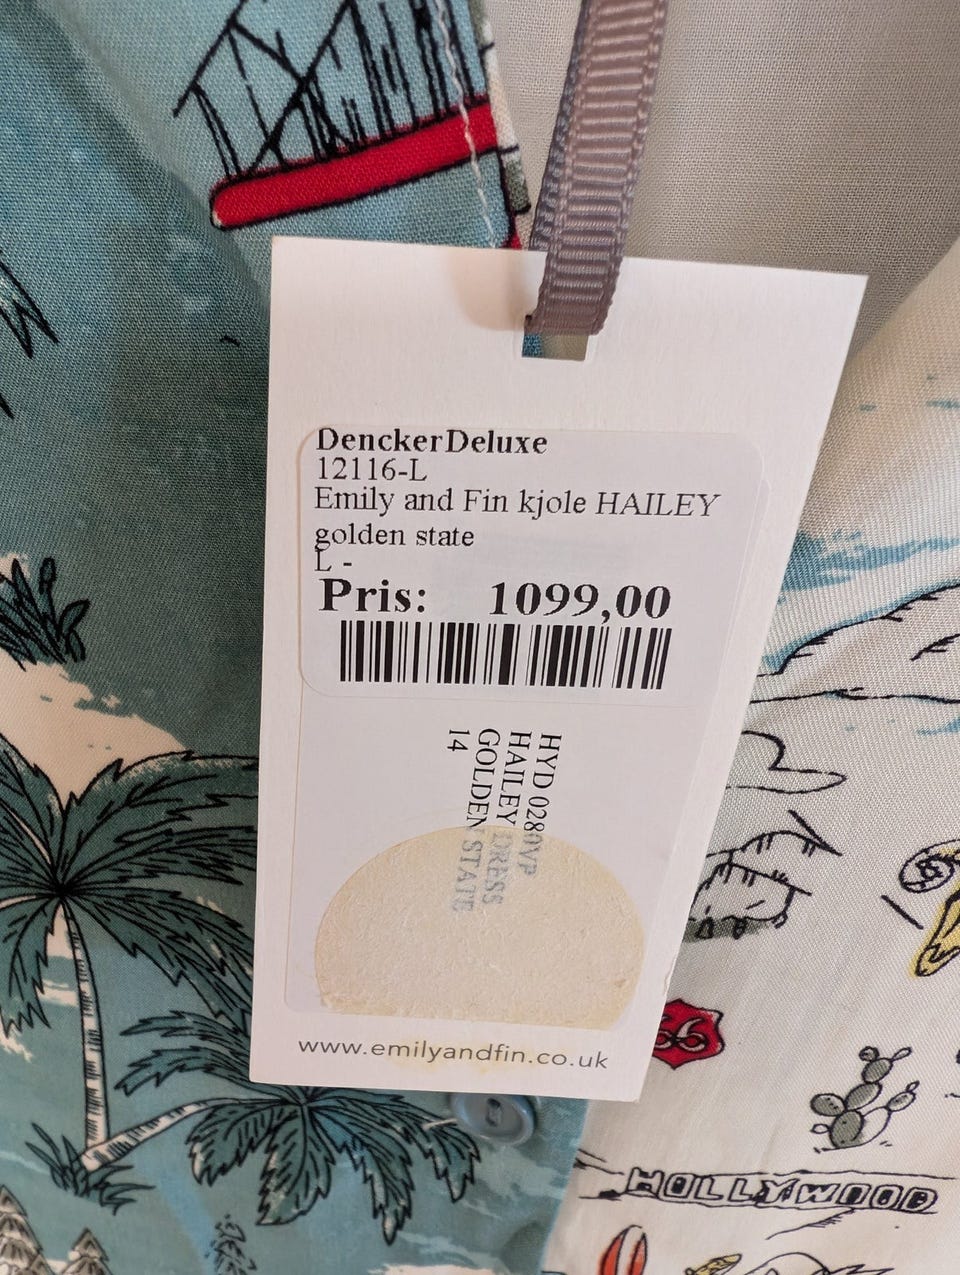 DenckerDeluxe
12116-L
Emily and Fin kjole HAILEY
golden state
L -
Pris: 1099,00
HYD 0280VP
HAILEY DRESS
GOLDEN STATE
14
www.emilyandfin.co.uk
66
HOLLYWOOD